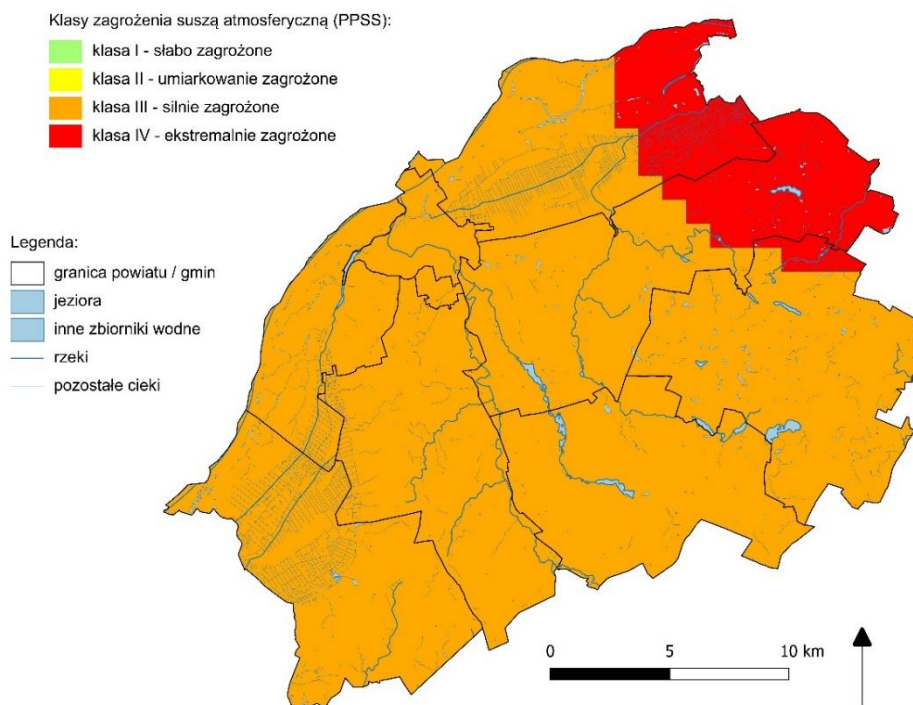 Klasy zagrożenia suszą atmosferyczną (PPSS):
klasa I - słabo zagrożone
klasa II - umiarkowanie zagrożone
klasa III - silnie zagrożone
klasa IV - ekstremalnie zagrożone
Legenda:
granica powiatu / gmin
jeziora
inne zbiorniki wodne
rzeki
pozostałe cieki
0 5 10 km